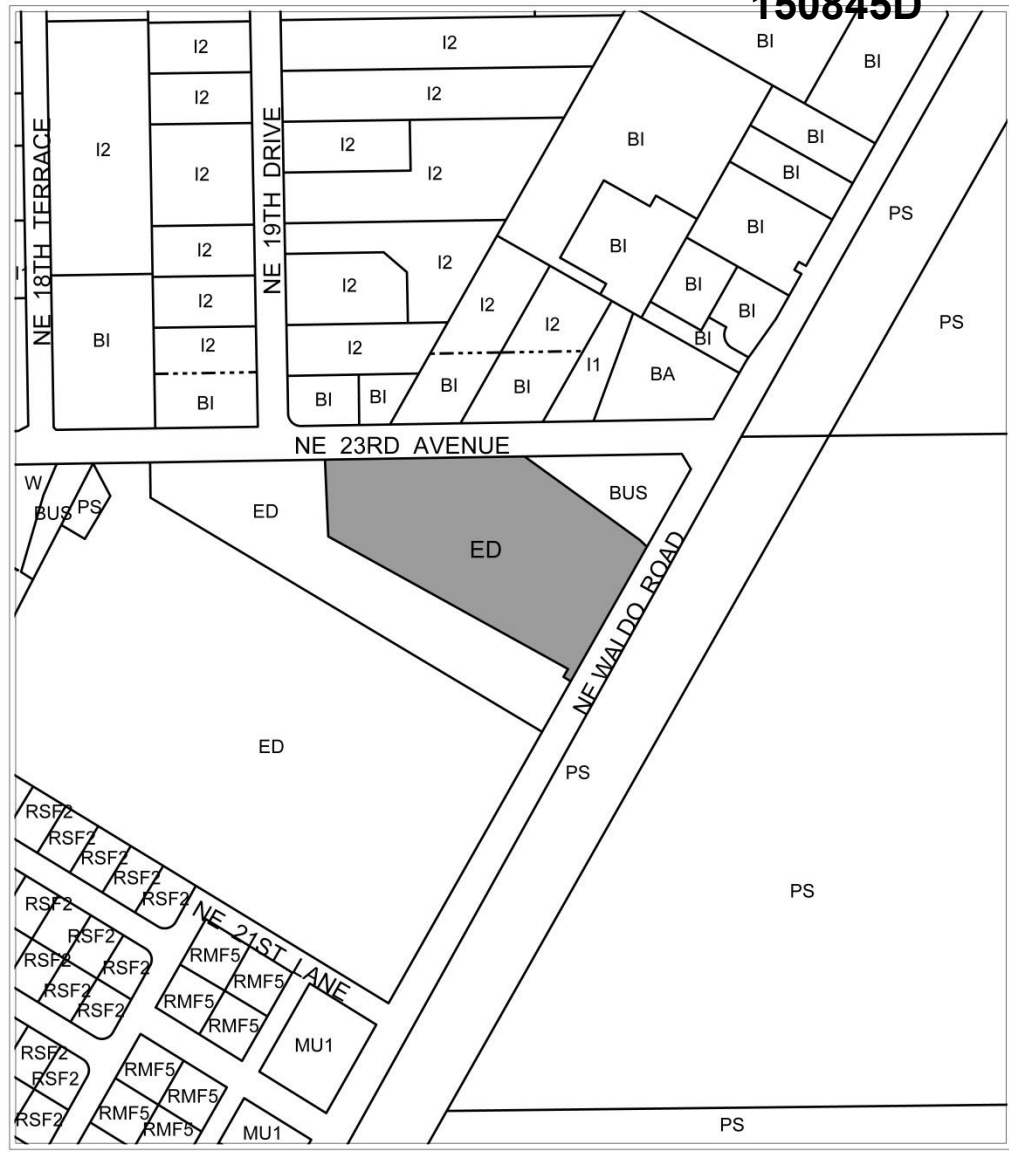 150845D
I2
I2
BI
BI
I2
I2
BI
BI
I2
I2
I2
I2
BI
PS
BI
BI
I2
I2
BI
I2
I2
BI
I1
I2
I2
BI
PS
I2
BI
I2
I2
BI
I1
BA
BI
BI
BI
BI
BI
BI
NE 18TH TERRACE
NE 19TH DRIVE
NE 23RD AVENUE
W
BUS
PS
ED
ED
BUS
NE WALDO ROAD
ED
PS
PS
RSF2
RSF2
RSF2
RSF2
RSF2
NE 21ST LANE
RSF2
RSF2
RSF2
RSF2
RSF2
RSF2
RMF5
RMF5
RMF5
RMF5
MU1
RSF2
RSF2
RSF2
RMF5
RMF5
RMF5
RMF5
MU1
PS